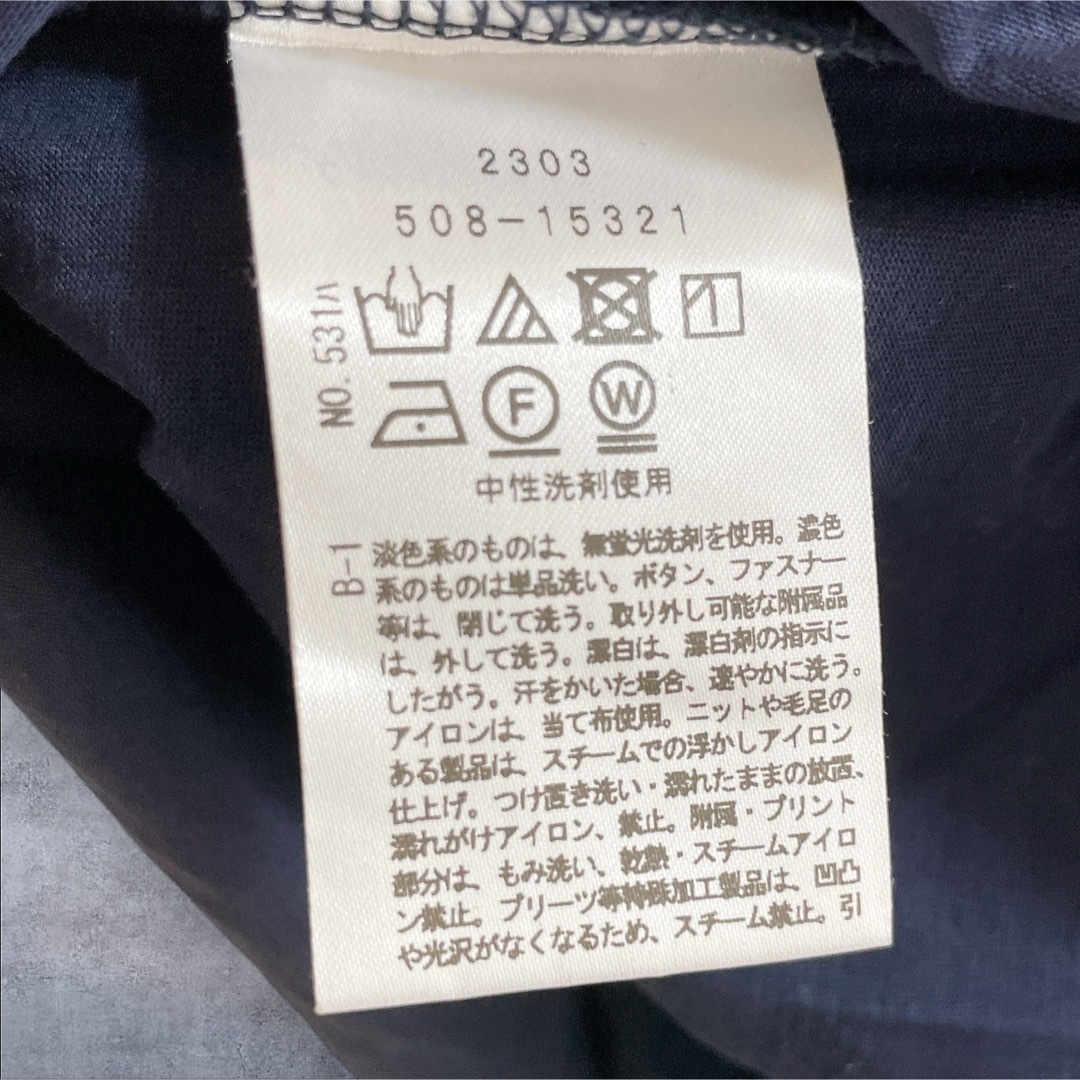 2303
508-15321
NO. 531ハ
F W
中性洗剤使用
B-1
淡色系のものは、無蛍光洗剤を使用。濃色
系のものは単品洗い。ボタン、ファスナー
等は、閉じて洗う。取り外し可能な附属品
は、外して洗う。漂白は、漂白剤の指示に
したがう。汗をかいた場合、速やかに洗う。
アイロンは、当て布使用。ニットや毛足の
ある製品は、スチームでの浮かしアイロン
仕上げ。つけ置き洗い・濡れたままの放置、
濡れがけアイロン、禁止。附属・プリント
部分は、もみ洗い、乾熱・スチームアイロ
ン禁止。プリーツ等特殊加工製品は、凹凸
や光沢がなくなるため、スチーム禁止。引